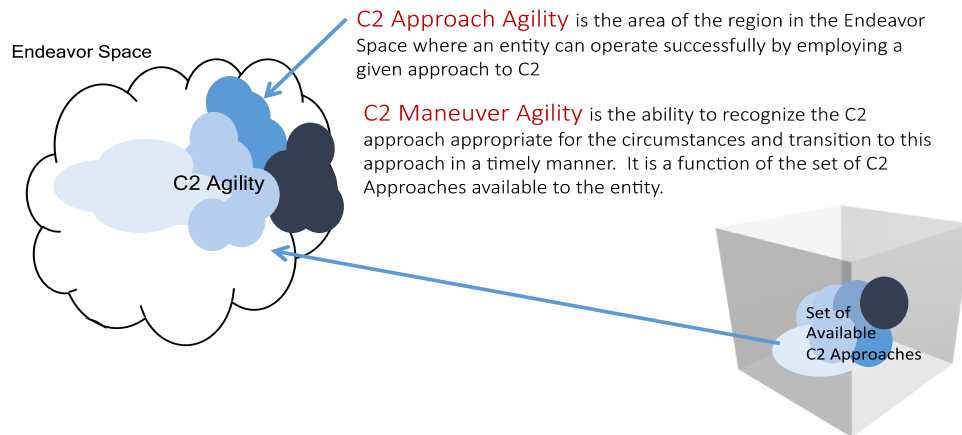 C2 Approach Agility is the area of the region in the Endeavor
Space where an entity can operate successfully by employing a
given approach to C2
Endeavor Space
C2 Maneuver Agility is the ability to recognize the C2
approach appropriate for the circumstances and transition to this
approach in a timely manner.  It is a function of the set of C2
Approaches available to the entity.
C2 Agility
Set of
Available
C2 Approaches